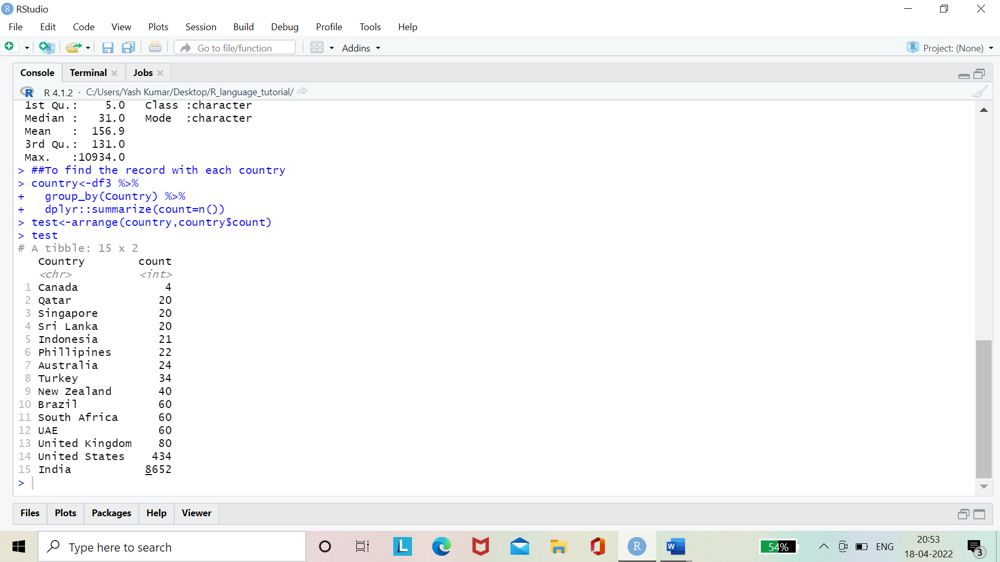 RStudio
File Edit Code View Plots Session Build Debug Profile Tools Help
Go to file/function Addins Project: (None)
Console Terminal Jobs
R 4.1.2 · C:/Users/Yash Kumar/Desktop/R_language_tutorial/
1st Qu.: 5.0 Class :character
Median : 31.0 Mode :character
Mean : 156.9
3rd Qu.: 131.0
Max. :10934.0
> ##To find the record with each country
> country<-df3 %>%
+ group_by(Country) %>%
+ dplyr::summarize(count=n())
> test<-arrange(country,country$count)
> test
# A tibble: 15 x 2
Country count
<chr> <int>
1 Canada 4
2 Qatar 20
3 Singapore 20
4 Sri Lanka 20
5 Indonesia 21
6 Phillipines 22
7 Australia 24
8 Turkey 34
9 New Zealand 40
10 Brazil 60
11 South Africa 60
12 UAE 60
13 United Kingdom 80
14 United States 434
15 India 8652
>
Files Plots Packages Help Viewer
Type here to search
54%
ENG
20:53
18-04-2022
3